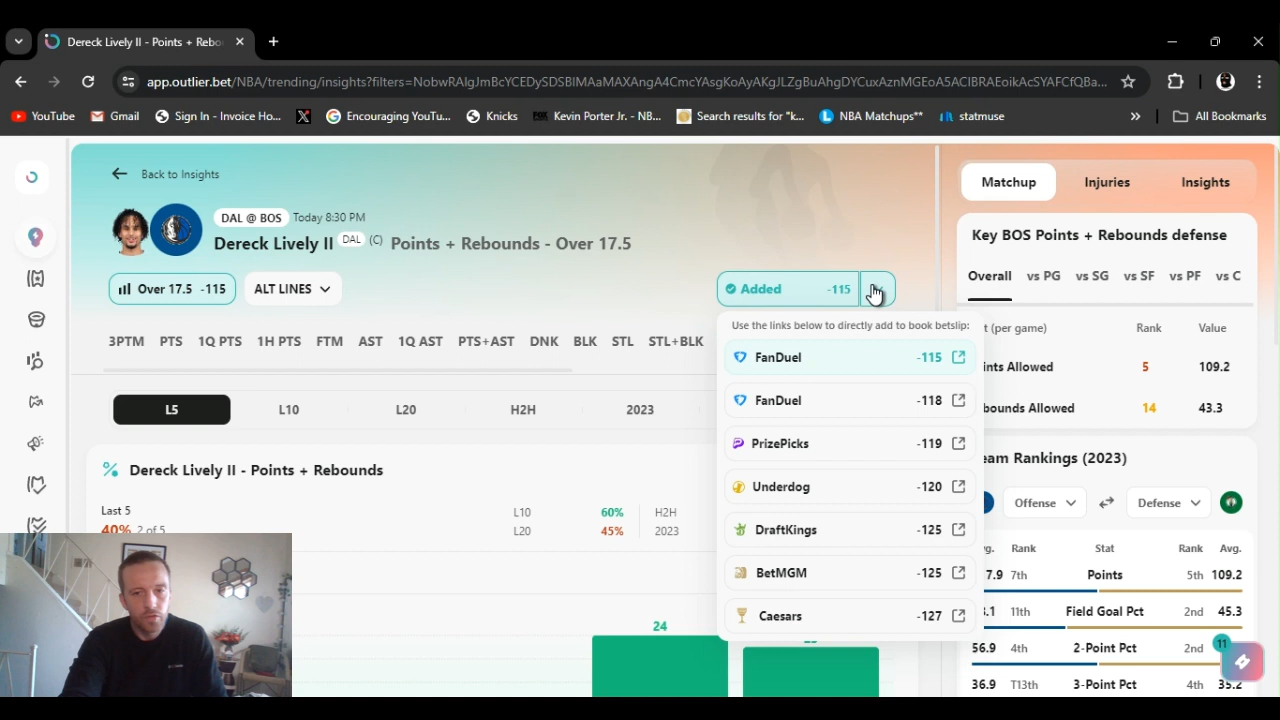 Dereck Lively II - Points + Rebo
app.outlier.bet/NBA/trending/insights?filters=NobwRAlgJmBcYCEDySDSBlMAaMAXAngA4CmcYAsgKoAyAKgJLZgBuAhgDYCuxAznMGEoA5ACIBRAEoikAcSYAFCfQBa...
YouTube Gmail Sign In - Invoice Ho... Encouraging YouTu... Knicks Kevin Porter Jr. - NB... Search results for "k... NBA Matchups** statmuse » All Bookmarks
Back to Insights
Matchup Injuries Insights
DAL @ BOS Today 8:30 PM
Dereck Lively II DAL (C) Points + Rebounds - Over 17.5
Key BOS Points + Rebounds defense
Overall vs PG vs SG vs SF vs PF vs C
Over 17.5 -115 ALT LINES Added -115
Use the links below to directly add to book betslip:
(per game) Rank Value
3PTM PTS 1Q PTS 1H PTS FTM AST 1Q AST PTS+AST DNK BLK STL STL+BLK
FanDuel -115
Allowed 5 109.2
FanDuel -118
L5 L10 L20 H2H 2023
Allowed 14 43.3
PrizePicks -119
Rankings (2023)
Dereck Lively II - Points + Rebounds
Underdog -120
Offense Defense
Last 5
L10 60% H2H
40% 2 of 5
L20 45% 2023
DraftKings -125
Rank Stat Rank Avg.
BetMGM -125
7.9 7th Points 5th 109.2
Caesars -127
11th Field Goal Pct 2nd 45.3
24
56.9 4th 2-Point Pct 2nd
11
36.9 T13th 3-Point Pct 4th 35.2